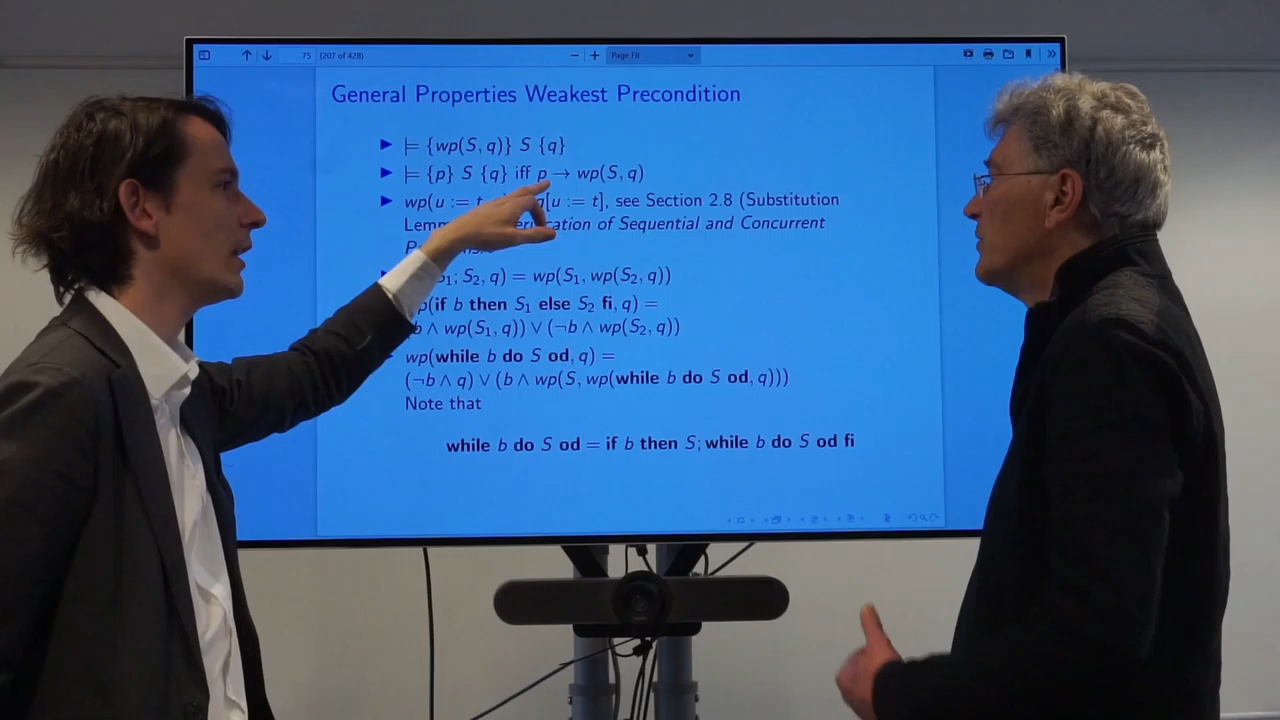 75 (207 of 428)
Page Fit
General Properties Weakest Precondition
⊨ {wp(S, q)} S {q}
⊨ {p} S {q} iff p → wp(S, q)
wp(u := t q[u := t], see Section 2.8 (Substitution
Lem cation of Sequential and Concurrent
; S₂, q) = wp(S₁, wp(S₂, q))
(if b then S₁ else S₂ fi, q) =
b ∧ wp(S₁, q)) ∨ (¬b ∧ wp(S₂, q))
wp(while b do S od, q) =
(¬b ∧ q) ∨ (b ∧ wp(S, wp(while b do S od, q)))
Note that
while b do S od = if b then S; while b do S od fi